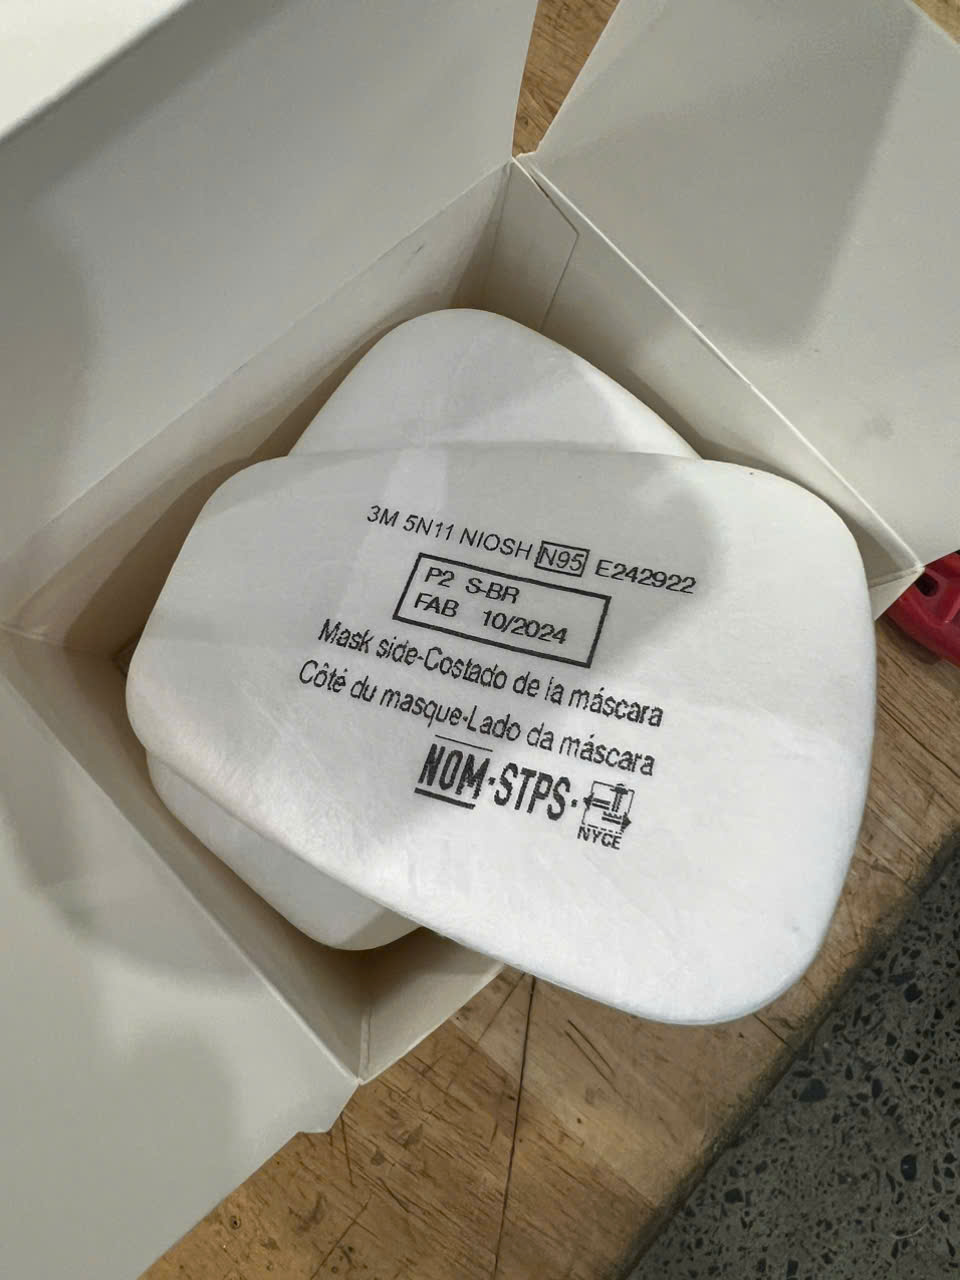 3M 5N11 NIOSH N95 E242922
P2 S-BR
FAB 10/2024
Mask side-Costado de la máscara
Côté du masque-Lado da máscara
NOM-STPS-
NYCE